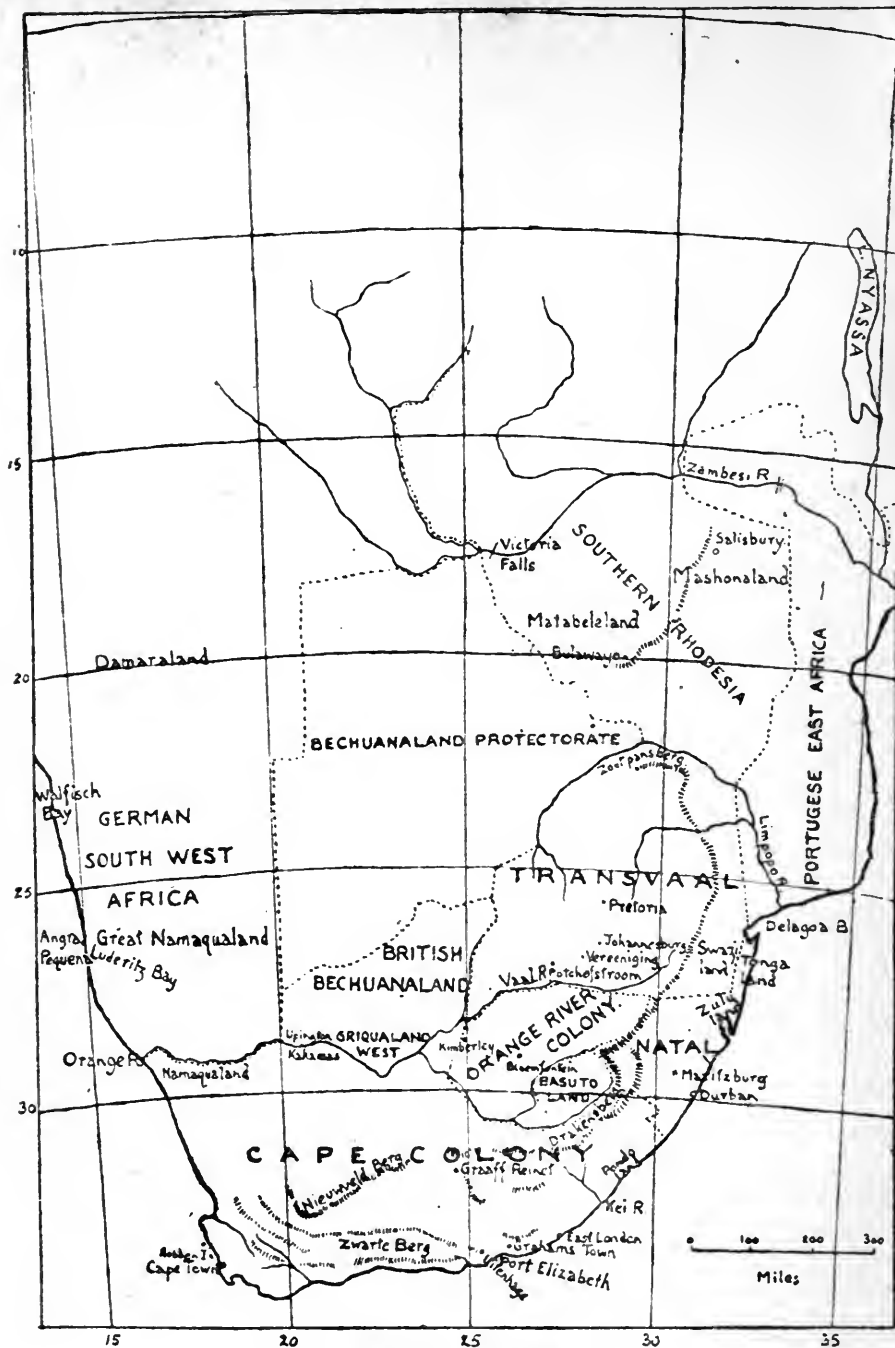 10
L. NYASSA
15
Zambesi R
Victoria
Falls
SOUTHERN
RHODESIA
Salisbury
Mashonaland
Matabeleland
Bulawayo
Damaraland
20
PORTUGESE EAST AFRICA
BECHUANALAND PROTECTORATE
Zoutpans Berg
Walfisch
Bay
GERMAN
SOUTH WEST
AFRICA
Limpopo R
TRANSVAAL
25
Pretoria
Delagoa B
Angra
Pequena
Great Namaqualand
Luderitz Bay
BRITISH
BECHUANALAND
Johannesburg
Vereeniging
Vaal R
Potchefstroom
Swazi
land
Tonga
land
Zulu
land
ORANGE RIVER
COLONY
Upington
Kahamas
GRIQUALAND
WEST
Kimberley
NATAL
Orange R
Namaqualand
Bloemfontein
BASUTO
LAND
Maritzburg
Durban
30
Drakensberg
CAPE COLONY
Graaff Reinet
Nieuwveld Berg
Pondo
land
Kei R
East London
Grahams Town
Zwarte Berg
Port Elizabeth
Uitenhage
Robben I
Cape Town
0 100 200 300
Miles
15 20 25 30 35